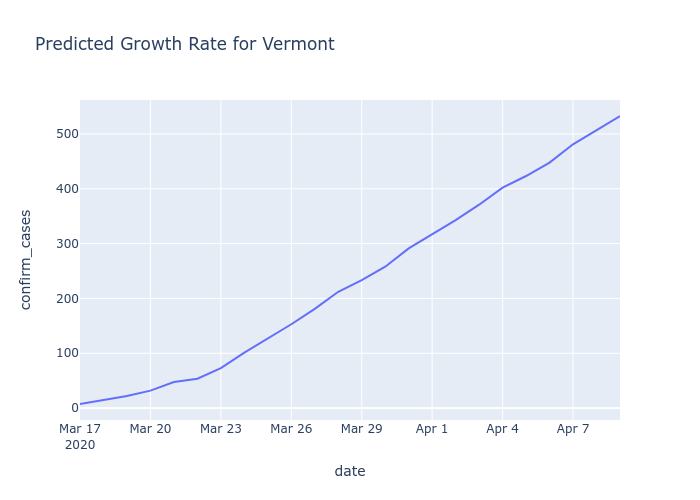 Predicted Growth Rate for Vermont
500
400
300
200
100
0
confirm_cases
Mar 17 Mar 20 Mar 23 Mar 26 Mar 29 Apr 1 Apr 4 Apr 7
2020
date